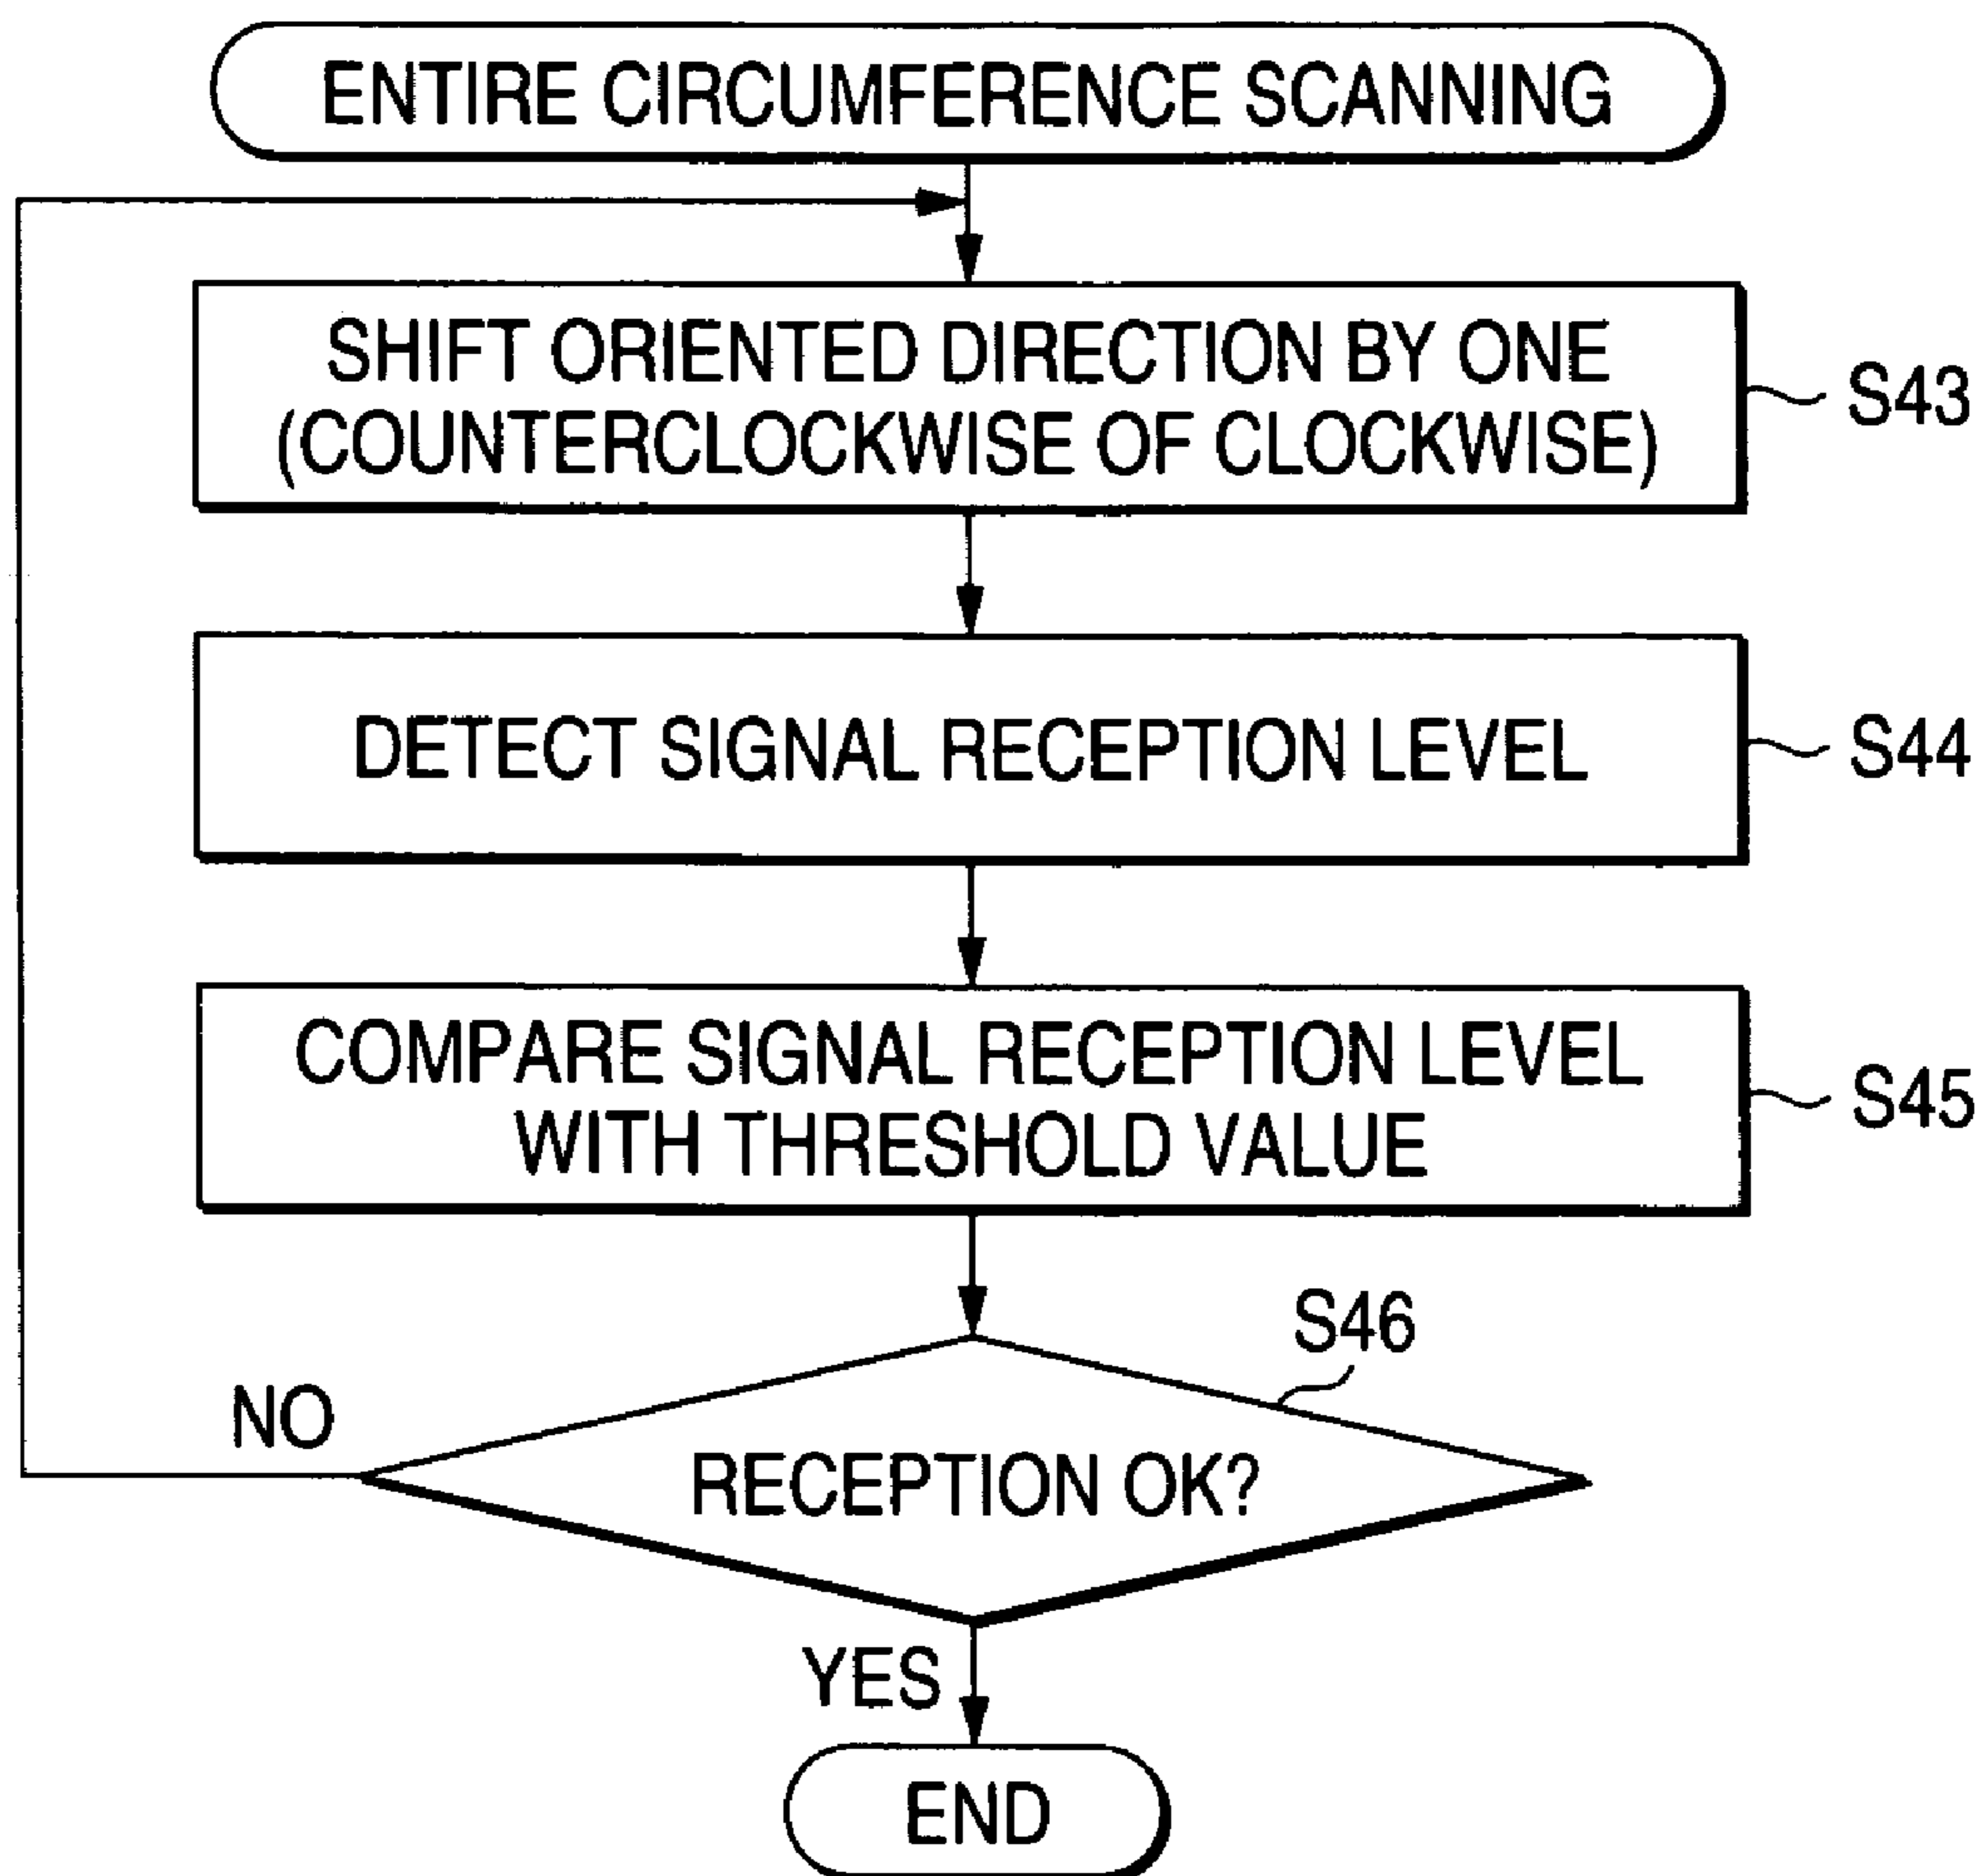 ENTIRE CIRCUMFERENCE SCANNING
SHIFT ORIENTED DIRECTION BY ONE
(COUNTERCLOCKWISE OF CLOCKWISE)
S43
DETECT SIGNAL RECEPTION LEVEL
S44
COMPARE SIGNAL RECEPTION LEVEL
WITH THRESHOLD VALUE
S45
S46
NO
RECEPTION OK?
YES
END